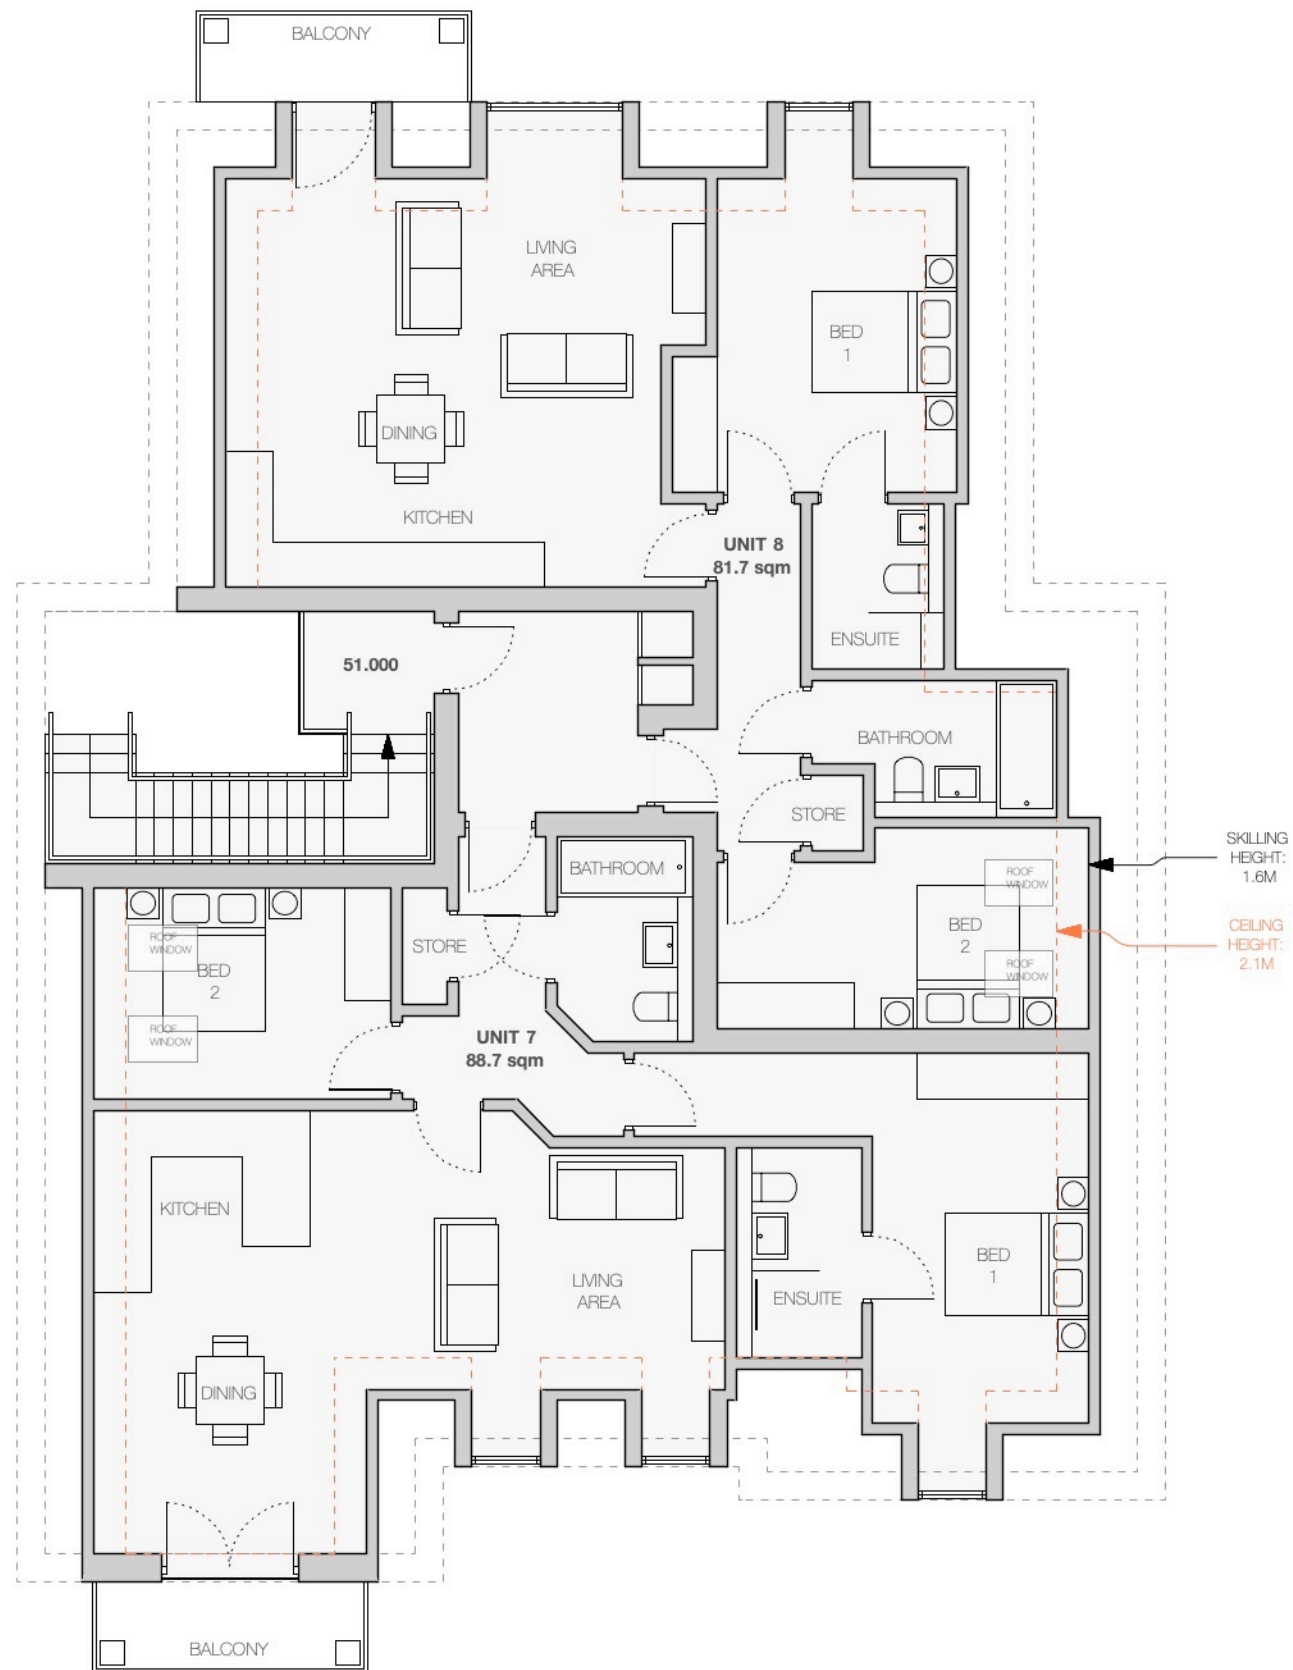 BALCONY
LIVING
AREA
BED
1
DINING
KITCHEN
UNIT 8
81.7 sqm
ENSUITE
51.000
BATHROOM
STORE
SKILLING
HEIGHT:
1.6M
BATHROOM
ROOF
WINDOW
BED
2
CEILING
HEIGHT:
2.1M
ROOF
WINDOW
STORE
ROOF
WINDOW
BED
2
ROOF
WINDOW
UNIT 7
88.7 sqm
KITCHEN
LIVING
AREA
BED
1
ENSUITE
DINING
BALCONY